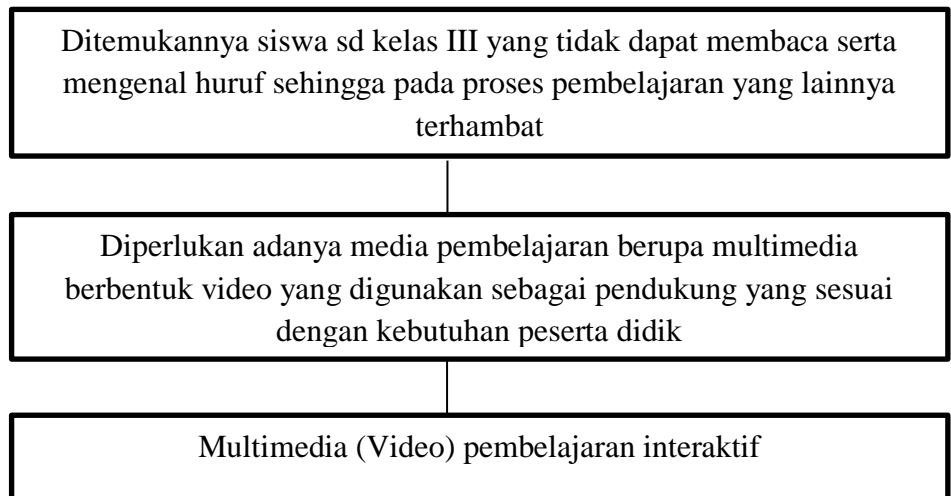 Ditemukannya siswa sd kelas III yang tidak dapat membaca serta
mengenal huruf sehingga pada proses pembelajaran yang lainnya
terhambat
Diperlukan adanya media pembelajaran berupa multimedia
berbentuk video yang digunakan sebagai pendukung yang sesuai
dengan kebutuhan peserta didik
Multimedia (Video) pembelajaran interaktif